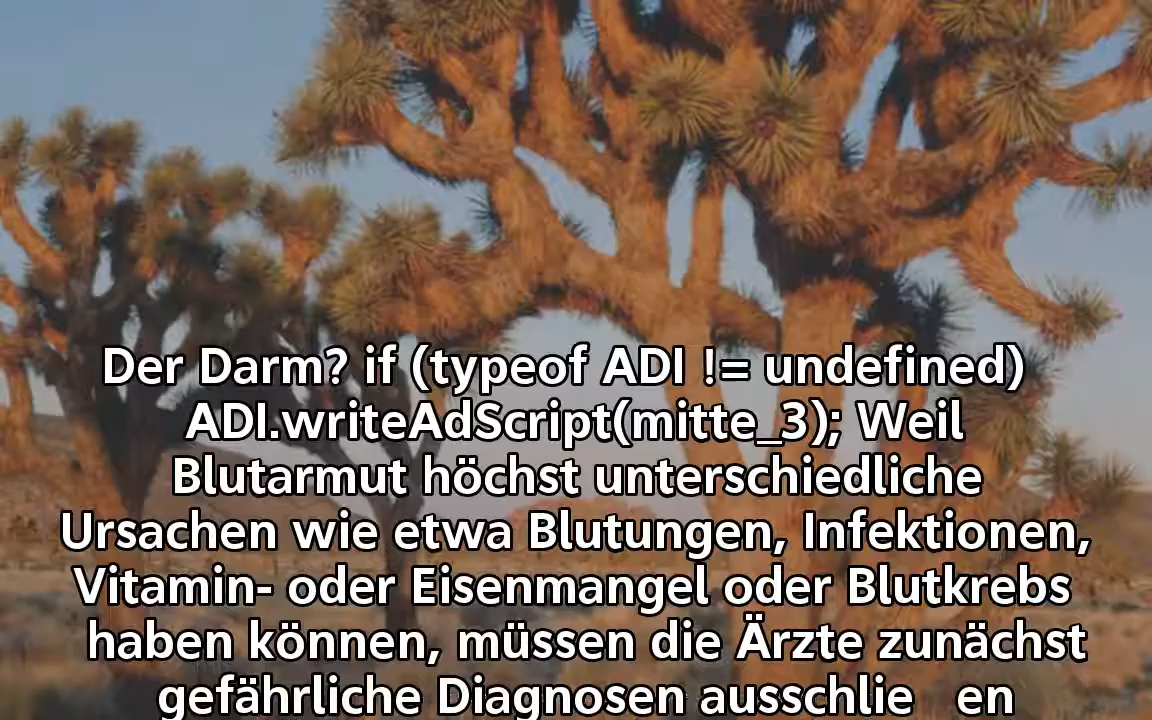 Der Darm? if (typeof ADI != undefined)
ADI.writeAdScript(mitte_3); Weil
Blutarmut höchst unterschiedliche
Ursachen wie etwa Blutungen, Infektionen,
Vitamin- oder Eisenmangel oder Blutkrebs
haben können, müssen die Ärzte zunächst
gefährliche Diagnosen ausschlie en